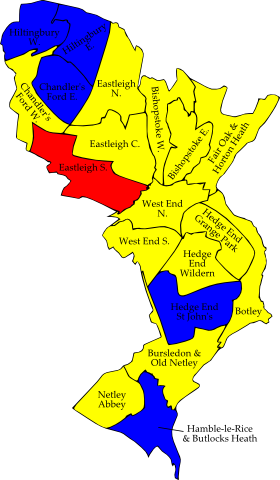 Hiltingbury
W.
Hiltingbury
E.
Chandler's
Ford E.
Chandler's
Ford W.
Eastleigh
N.
Eastleigh C.
Eastleigh S.
Bishopstoke W.
Bishopstoke E.
Fair Oak &
Horton Heath
West End
N.
West End S.
Hedge End
Grange Park
Hedge
End
Wildern
Hedge End
St John's
Botley
Bursledon &
Old Netley
Netley
Abbey
Hamble-le-Rice
& Butlocks Heath